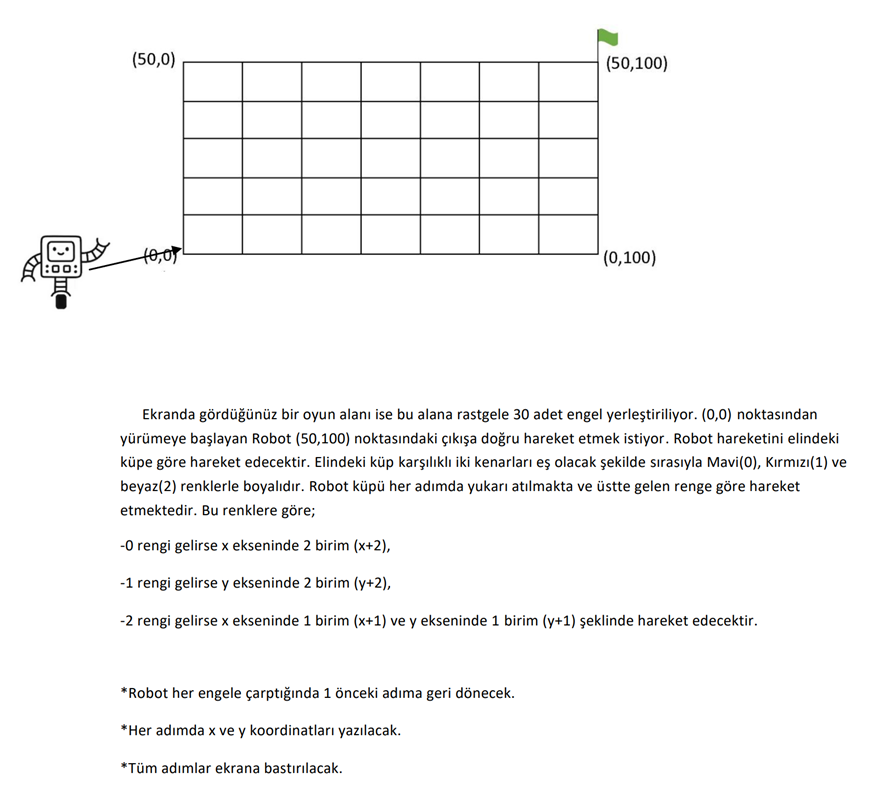 (50,0)
(50,100)
(0,0)
(0,100)
Ekranda gördüğünüz bir oyun alanı ise bu alana rastgele 30 adet engel yerleştiriliyor. (0,0) noktasından
yürümeye başlayan Robot (50,100) noktasındaki çıkışa doğru hareket etmek istiyor. Robot hareketini elindeki
küpe göre hareket edecektir. Elindeki küp karşılıklı iki kenarları eş olacak şekilde sırasıyla Mavi(0), Kırmızı(1) ve
beyaz(2) renklerle boyalıdır. Robot küpü her adımda yukarı atılmakta ve üstte gelen renge göre hareket
etmektedir. Bu renklere göre;
-0 rengi gelirse x ekseninde 2 birim (x+2),
-1 rengi gelirse y ekseninde 2 birim (y+2),
-2 rengi gelirse x ekseninde 1 birim (x+1) ve y ekseninde 1 birim (y+1) şeklinde hareket edecektir.
*Robot her engele çarptığında 1 önceki adıma geri dönecek.
*Her adımda x ve y koordinatları yazılacak.
*Tüm adımlar ekrana bastırılacak.